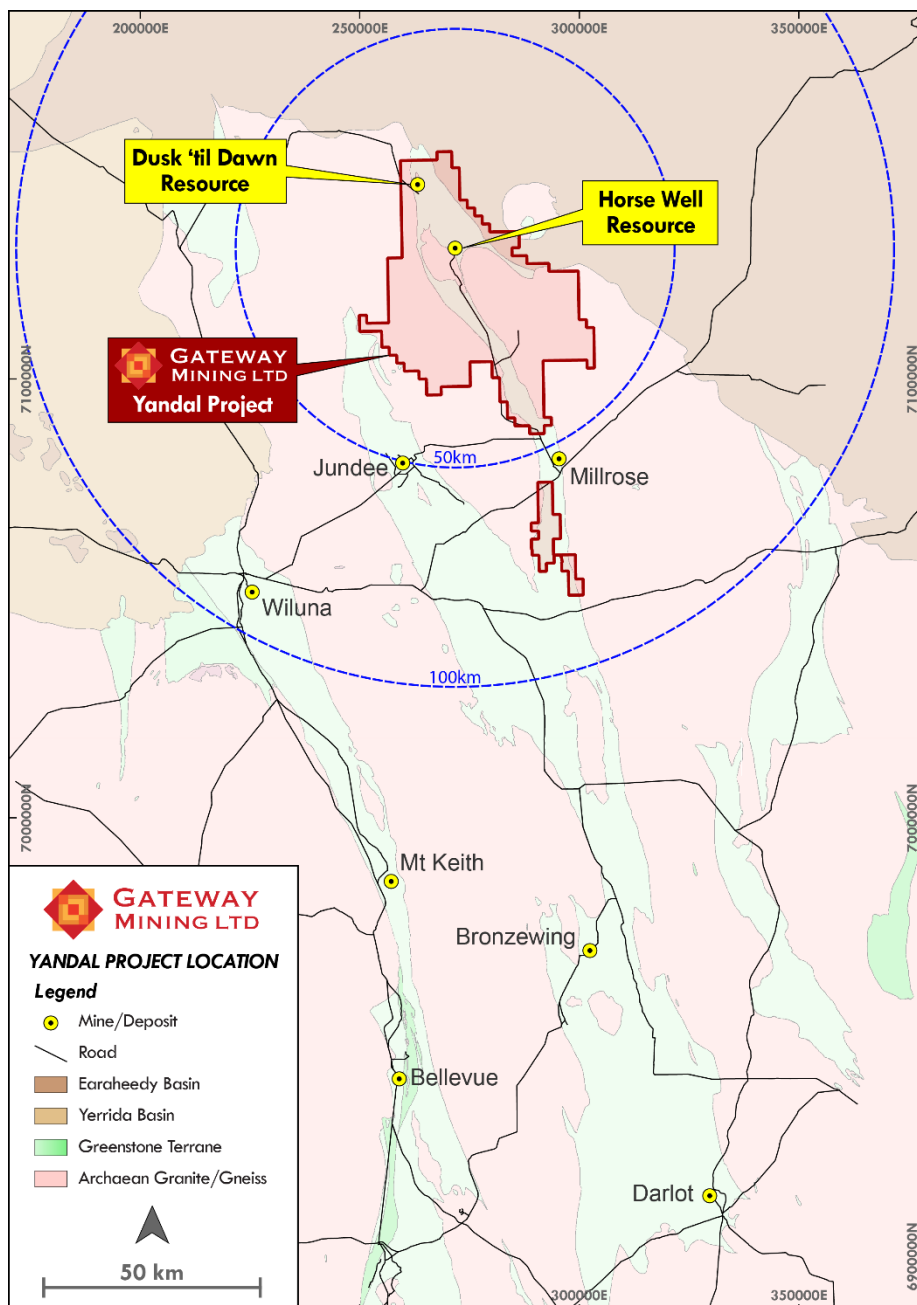 200000E
250000E
300000E
350000E
Dusk ‘til Dawn
Resource
Horse Well
Resource
7100000N
7100000N
GATEWAY
MINING LTD
Yandal Project
50km
Jundee
Millrose
Wiluna
100km
7000000N
7000000N
Mt Keith
Bronzewing
Bellevue
Darlot
GATEWAY
MINING LTD
YANDAL PROJECT LOCATION
Legend
Mine/Deposit
Road
Earaheedy Basin
Yerrida Basin
Greenstone Terrane
Archaean Granite/Gneiss
50 km
300000E
350000E
6900000N